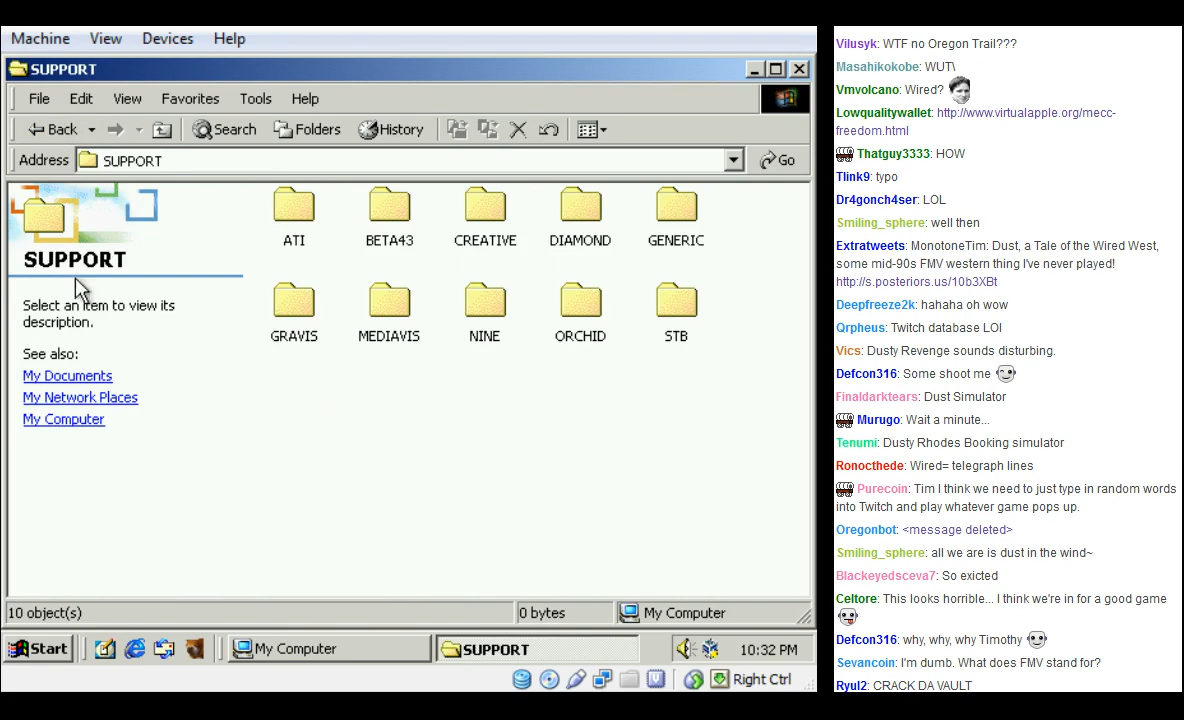 Machine View Devices Help
SUPPORT
File Edit View Favorites Tools Help
Back Search Folders History
Address SUPPORT Go
SUPPORT
Select an item to view its
description.
See also:
My Documents
My Network Places
My Computer
ATI BETA43 CREATIVE DIAMOND GENERIC
GRAVIS MEDIAVIS NINE ORCHID STB
10 object(s) 0 bytes My Computer
Start My Computer SUPPORT 10:32 PM
Right Ctrl
Vilusyk: WTF no Oregon Trail???
Masahikokobe: WUT\
Vmvolcano: Wired?
Lowqualitywallet: http://www.virtualapple.org/mecc-
freedom.html
Thatguy3333: HOW
Tlink9: typo
Dr4gonch4ser: LOL
Smiling_sphere: well then
Extratweets: MonotoneTim: Dust, a Tale of the Wired West,
some mid-90s FMV western thing I've never played!
http://s.posteriors.us/10b3XBt
Deepfreeze2k: hahaha oh wow
Qrpheus: Twitch database LOl
Vics: Dusty Revenge sounds disturbing.
Defcon316: Some shoot me
Finaldarktears: Dust Simulator
Murugo: Wait a minute...
Tenumi: Dusty Rhodes Booking simulator
Ronocthede: Wired= telegraph lines
Purecoin: Tim I think we need to just type in random words
into Twitch and play whatever game pops up.
Oregonbot: <message deleted>
Smiling_sphere: all we are is dust in the wind~
Blackeyedsceva7: So exicted
Celtore: This looks horrible... I think we're in for a good game
Defcon316: why, why, why Timothy
Sevancoin: I'm dumb. What does FMV stand for?
Ryul2: CRACK DA VAULT